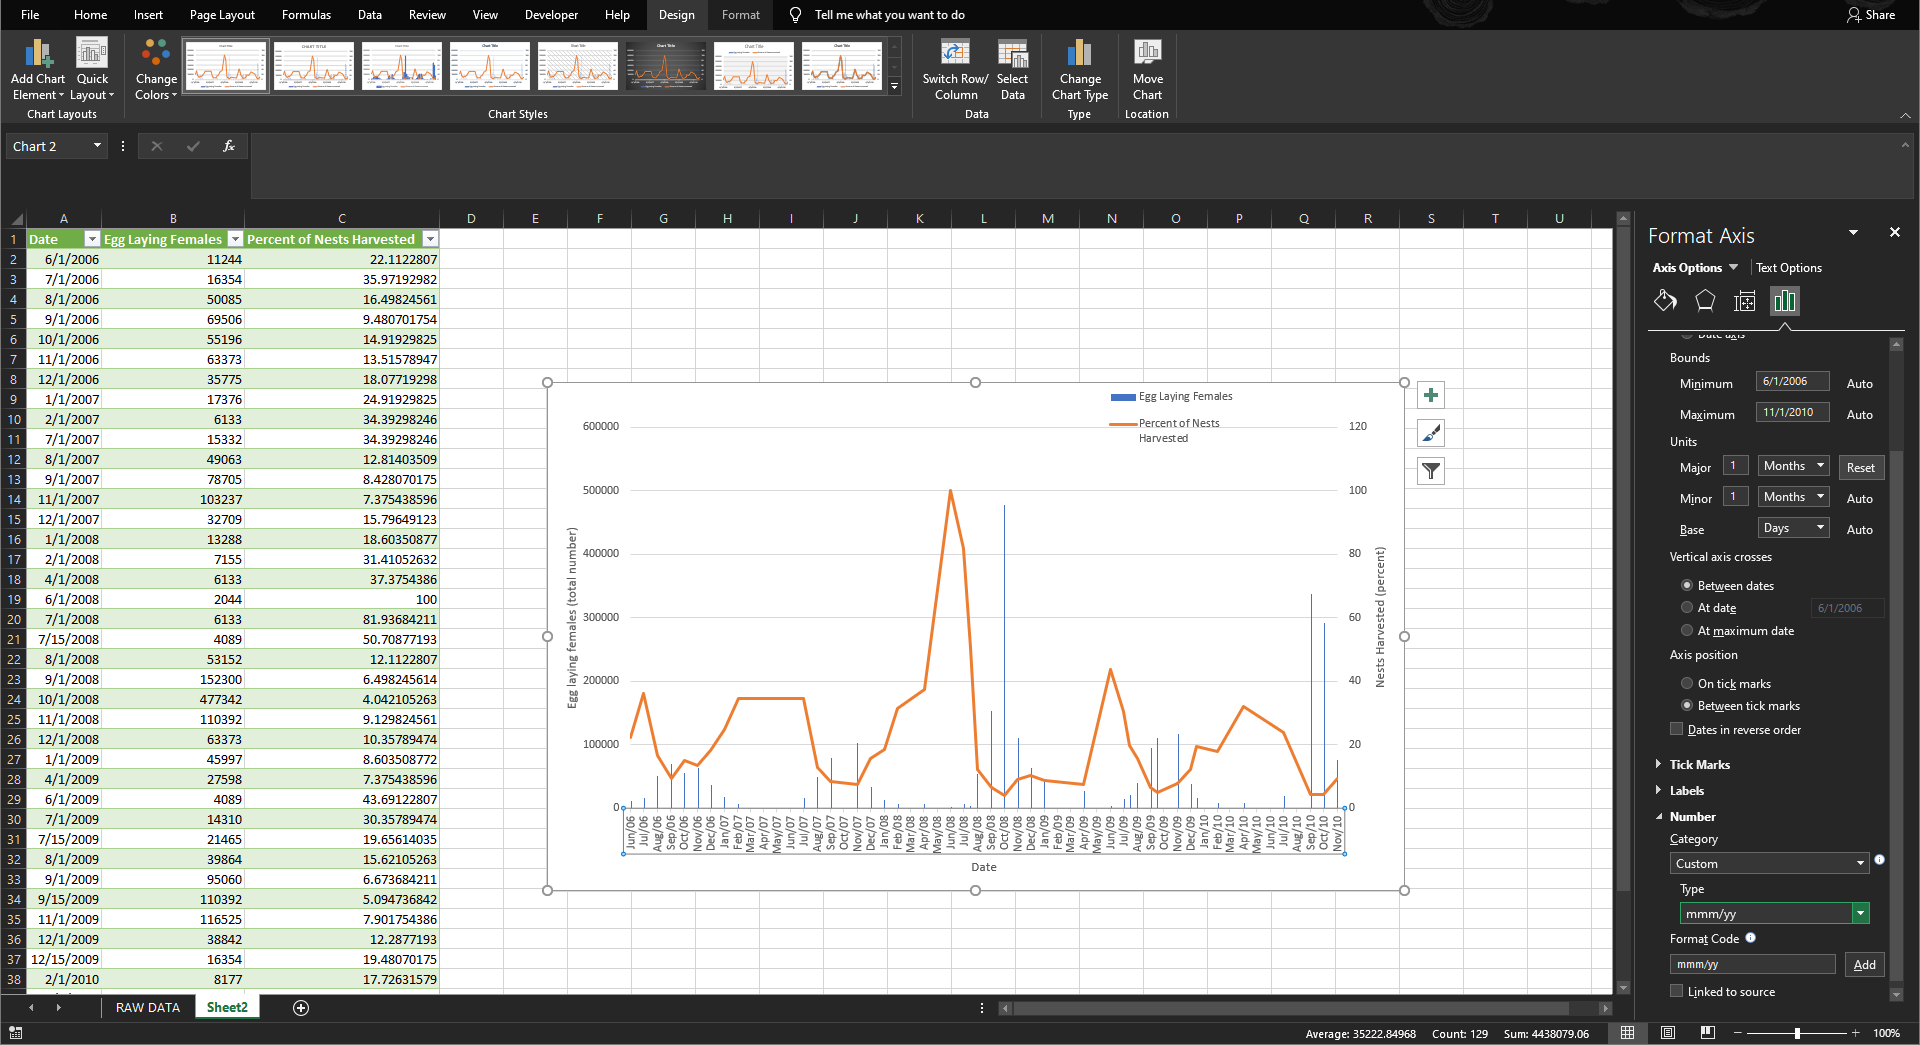 File Home Insert Page Layout Formulas Data Review View Developer Help Design Format Tell me what you want to do Share
Add Chart Element Quick Layout Change Colors Switch Row/ Column Select Data Change Chart Type Move Chart
Chart Layouts Chart Styles Data Type Location
Chart 2 fx
A B C D E F G H I J K L M N O P Q R S T U
1 Date Egg Laying Females Percent of Nests Harvested
2 6/1/2006 11244 22.1122807
3 7/1/2006 16354 35.97192982
4 8/1/2006 50085 16.49824561
5 9/1/2006 69506 9.480701754
6 10/1/2006 55196 14.91929825
7 11/1/2006 63373 13.51578947
8 12/1/2006 35775 18.07719298
9 1/1/2007 17376 24.91929825
10 2/1/2007 6133 34.39298246
11 7/1/2007 15332 34.39298246
12 8/1/2007 49063 12.81403509
13 9/1/2007 78705 8.428070175
14 11/1/2007 103237 7.375438596
15 12/1/2007 32709 15.79649123
16 1/1/2008 13288 18.60350877
17 2/1/2008 7155 31.41052632
18 4/1/2008 6133 37.3754386
19 6/1/2008 2044 100
20 7/1/2008 6133 81.93684211
21 7/15/2008 4089 50.70877193
22 8/1/2008 53152 12.1122807
23 9/1/2008 152300 6.498245614
24 10/1/2008 477342 4.042105263
25 11/1/2008 110392 9.129824561
26 12/1/2008 63373 10.35789474
27 1/1/2009 45997 8.603508772
28 4/1/2009 27598 7.375438596
29 6/1/2009 4089 43.69122807
30 7/1/2009 14310 30.35789474
31 7/15/2009 21465 19.65614035
32 8/1/2009 39864 15.62105263
33 9/1/2009 95060 6.673684211
34 9/15/2009 110392 5.094736842
35 11/1/2009 116525 7.901754386
36 12/1/2009 38842 12.2877193
37 12/15/2009 16354 19.48070175
38 2/1/2010 8177 17.72631579
Egg Laying Females
Percent of Nests
Harvested
600000 120
500000 100
400000 80
300000 60
200000 40
100000 20
0 0
Egg laying females (total number)
Nests Harvested (percent)
Jun/06 Jul/06 Aug/06 Sep/06 Oct/06 Nov/06 Dec/06 Jan/07 Feb/07 Mar/07 Apr/07 May/07 Jun/07 Jul/07 Aug/07 Sep/07 Oct/07 Nov/07 Dec/07 Jan/08 Feb/08 Mar/08 Apr/08 May/08 Jun/08 Jul/08 Aug/08 Sep/08 Oct/08 Nov/08 Dec/08 Jan/09 Feb/09 Mar/09 Apr/09 May/09 Jun/09 Jul/09 Aug/09 Sep/09 Oct/09 Nov/09 Dec/09 Jan/10 Feb/10 Mar/10 Apr/10 May/10 Jun/10 Jul/10 Aug/10 Sep/10 Oct/10 Nov/10
Date
Format Axis
Axis Options Text Options
Date axis
Bounds
Minimum 6/1/2006 Auto
Maximum 11/1/2010 Auto
Units
Major 1 Months Reset
Minor 1 Months Auto
Base Days Auto
Vertical axis crosses
Between dates
At date 6/1/2006
At maximum date
Axis position
On tick marks
Between tick marks
Dates in reverse order
Tick Marks
Labels
Number
Category
Custom
Type
mmm/yy
Format Code
mmm/yy Add
Linked to source
RAW DATA Sheet2
Average: 35222.84968 Count: 129 Sum: 4438079.06 100%